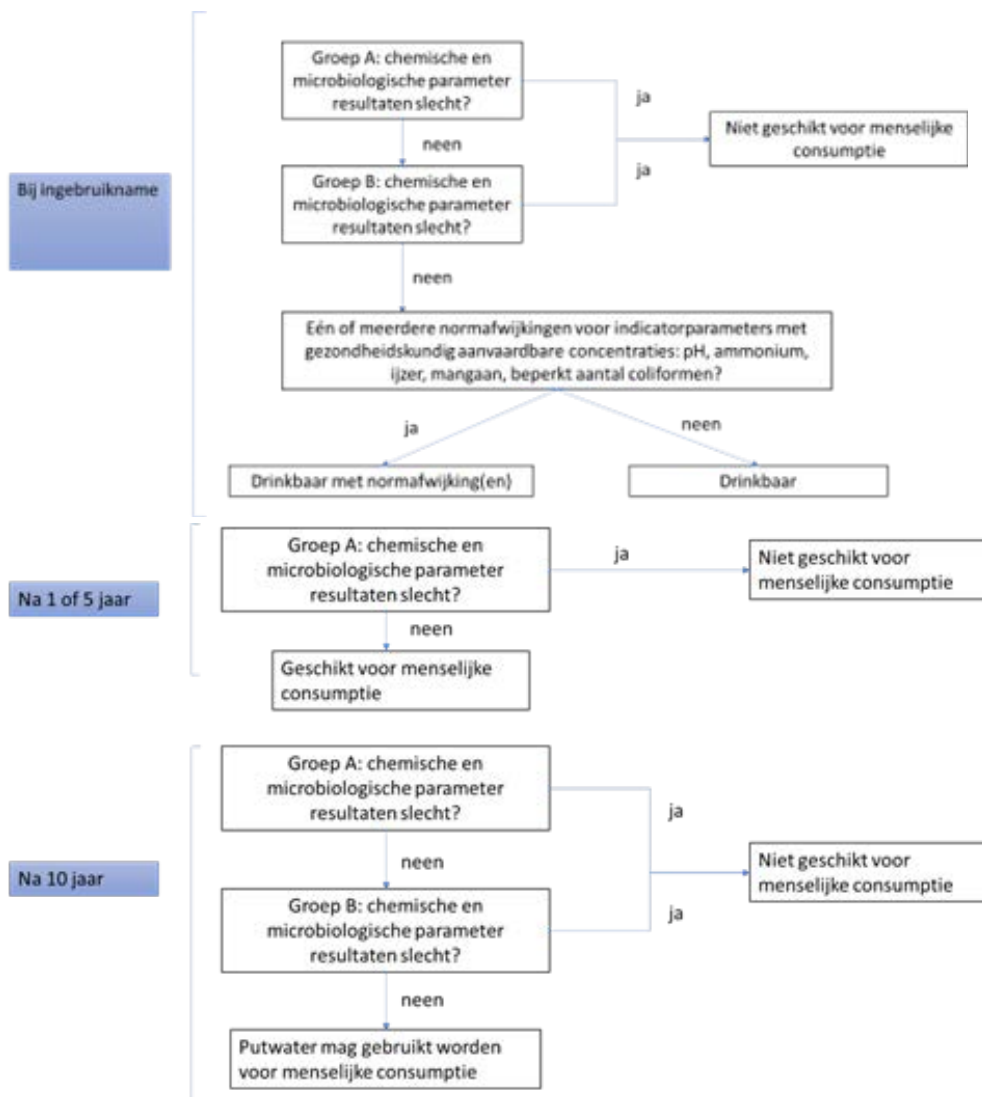 Bij ingebruikname
Groep A: chemische en
microbiologische parameter
resultaten slecht?
ja
Niet geschikt voor menselijke
consumptie
neen
Groep B: chemische en
microbiologische parameter
resultaten slecht?
ja
neen
Eén of meerdere normafwijkingen voor indicatorparameters met
gezondheidskundig aanvaardbare concentraties: pH, ammonium,
ijzer, mangaan, beperkt aantal coliformen?
ja
neen
Drinkbaar met normafwijking(en)
Drinkbaar
Na 1 of 5 jaar
Groep A: chemische en
microbiologische parameter
resultaten slecht?
ja
Niet geschikt voor
menselijke consumptie
neen
Geschikt voor menselijke
consumptie
Na 10 jaar
Groep A: chemische en
microbiologische parameter
resultaten slecht?
ja
Niet geschikt voor
menselijke consumptie
neen
Groep B: chemische en
microbiologische parameter
resultaten slecht?
ja
neen
Putwater mag gebruikt worden
voor menselijke consumptie